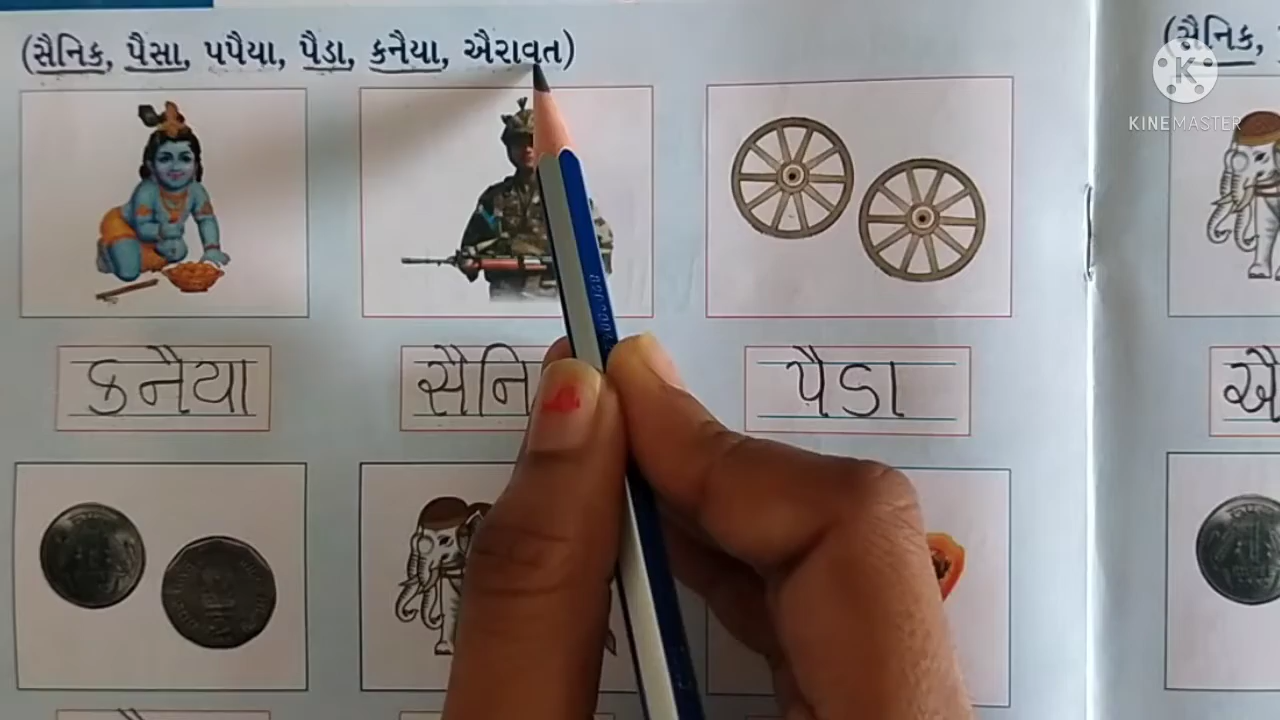 (સૈનિક, પૈસા, પપૈયા, પૈડા, કનૈયા, ઐરાવત)
(સૈનિક,
KINEMASTER
કનૈયા
સૈનિ
પૈડા
ઐ